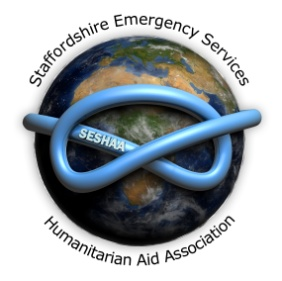 Staffordshire Emergency Services
SESHAA
Humanitarian Aid Association